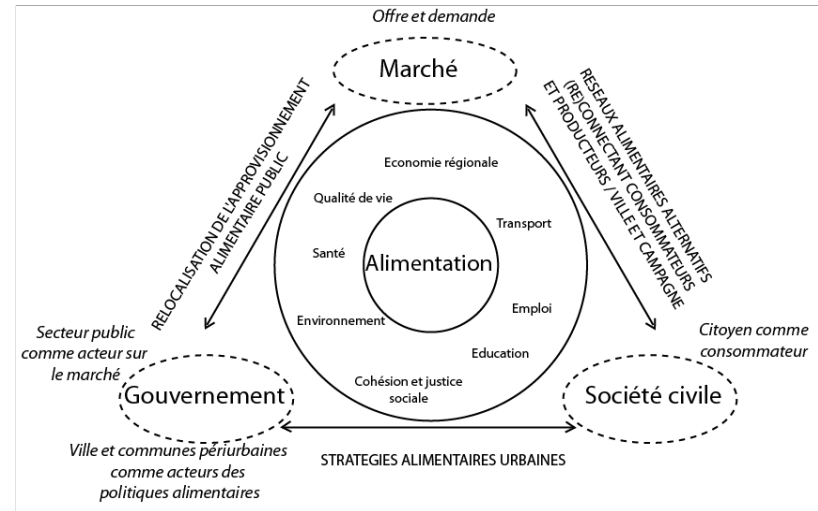 Offre et demande
Marché
RELOCALISATION DE L'APPROVISIONNEMENT
ALIMENTAIRE PUBLIC
RESEAUX ALIMENTAIRES ALTERNATIFS
(RE)CONNECTANT CONSOMMATEURS
ET PRODUCTEURS / VILLE ET CAMPAGNE
Economie régionale
Qualité de vie
Transport
Santé
Alimentation
Environnement
Emploi
Education
Cohésion et justice
sociale
Secteur public
comme acteur sur
le marché
Gouvernement
Ville et communes périurbaines
comme acteurs des
politiques alimentaires
Citoyen comme
consommateur
Société civile
STRATEGIES ALIMENTAIRES URBAINES